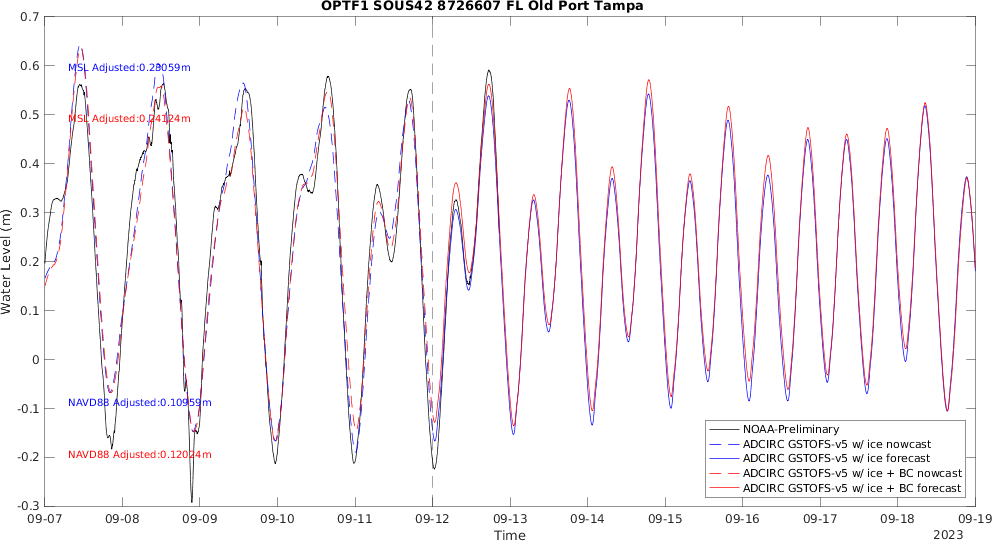 OPTF1 SOUS42 8726607 FL Old Port Tampa
0.7
0.6
0.5
0.4
0.3
0.2
0.1
0
-0.1
-0.2
-0.3
Water Level (m)
MSL Adjusted:0.23059m
MSL Adjusted:0.24124m
NAVD88 Adjusted:0.10959m
NAVD88 Adjusted:0.12024m
NOAA-Preliminary
ADCIRC GSTOFS-v5 w/ ice nowcast
ADCIRC GSTOFS-v5 w/ ice forecast
ADCIRC GSTOFS-v5 w/ ice + BC nowcast
ADCIRC GSTOFS-v5 w/ ice + BC forecast
09-07 09-08 09-09 09-10 09-11 09-12 09-13 09-14 09-15 09-16 09-17 09-18 09-19
Time
2023